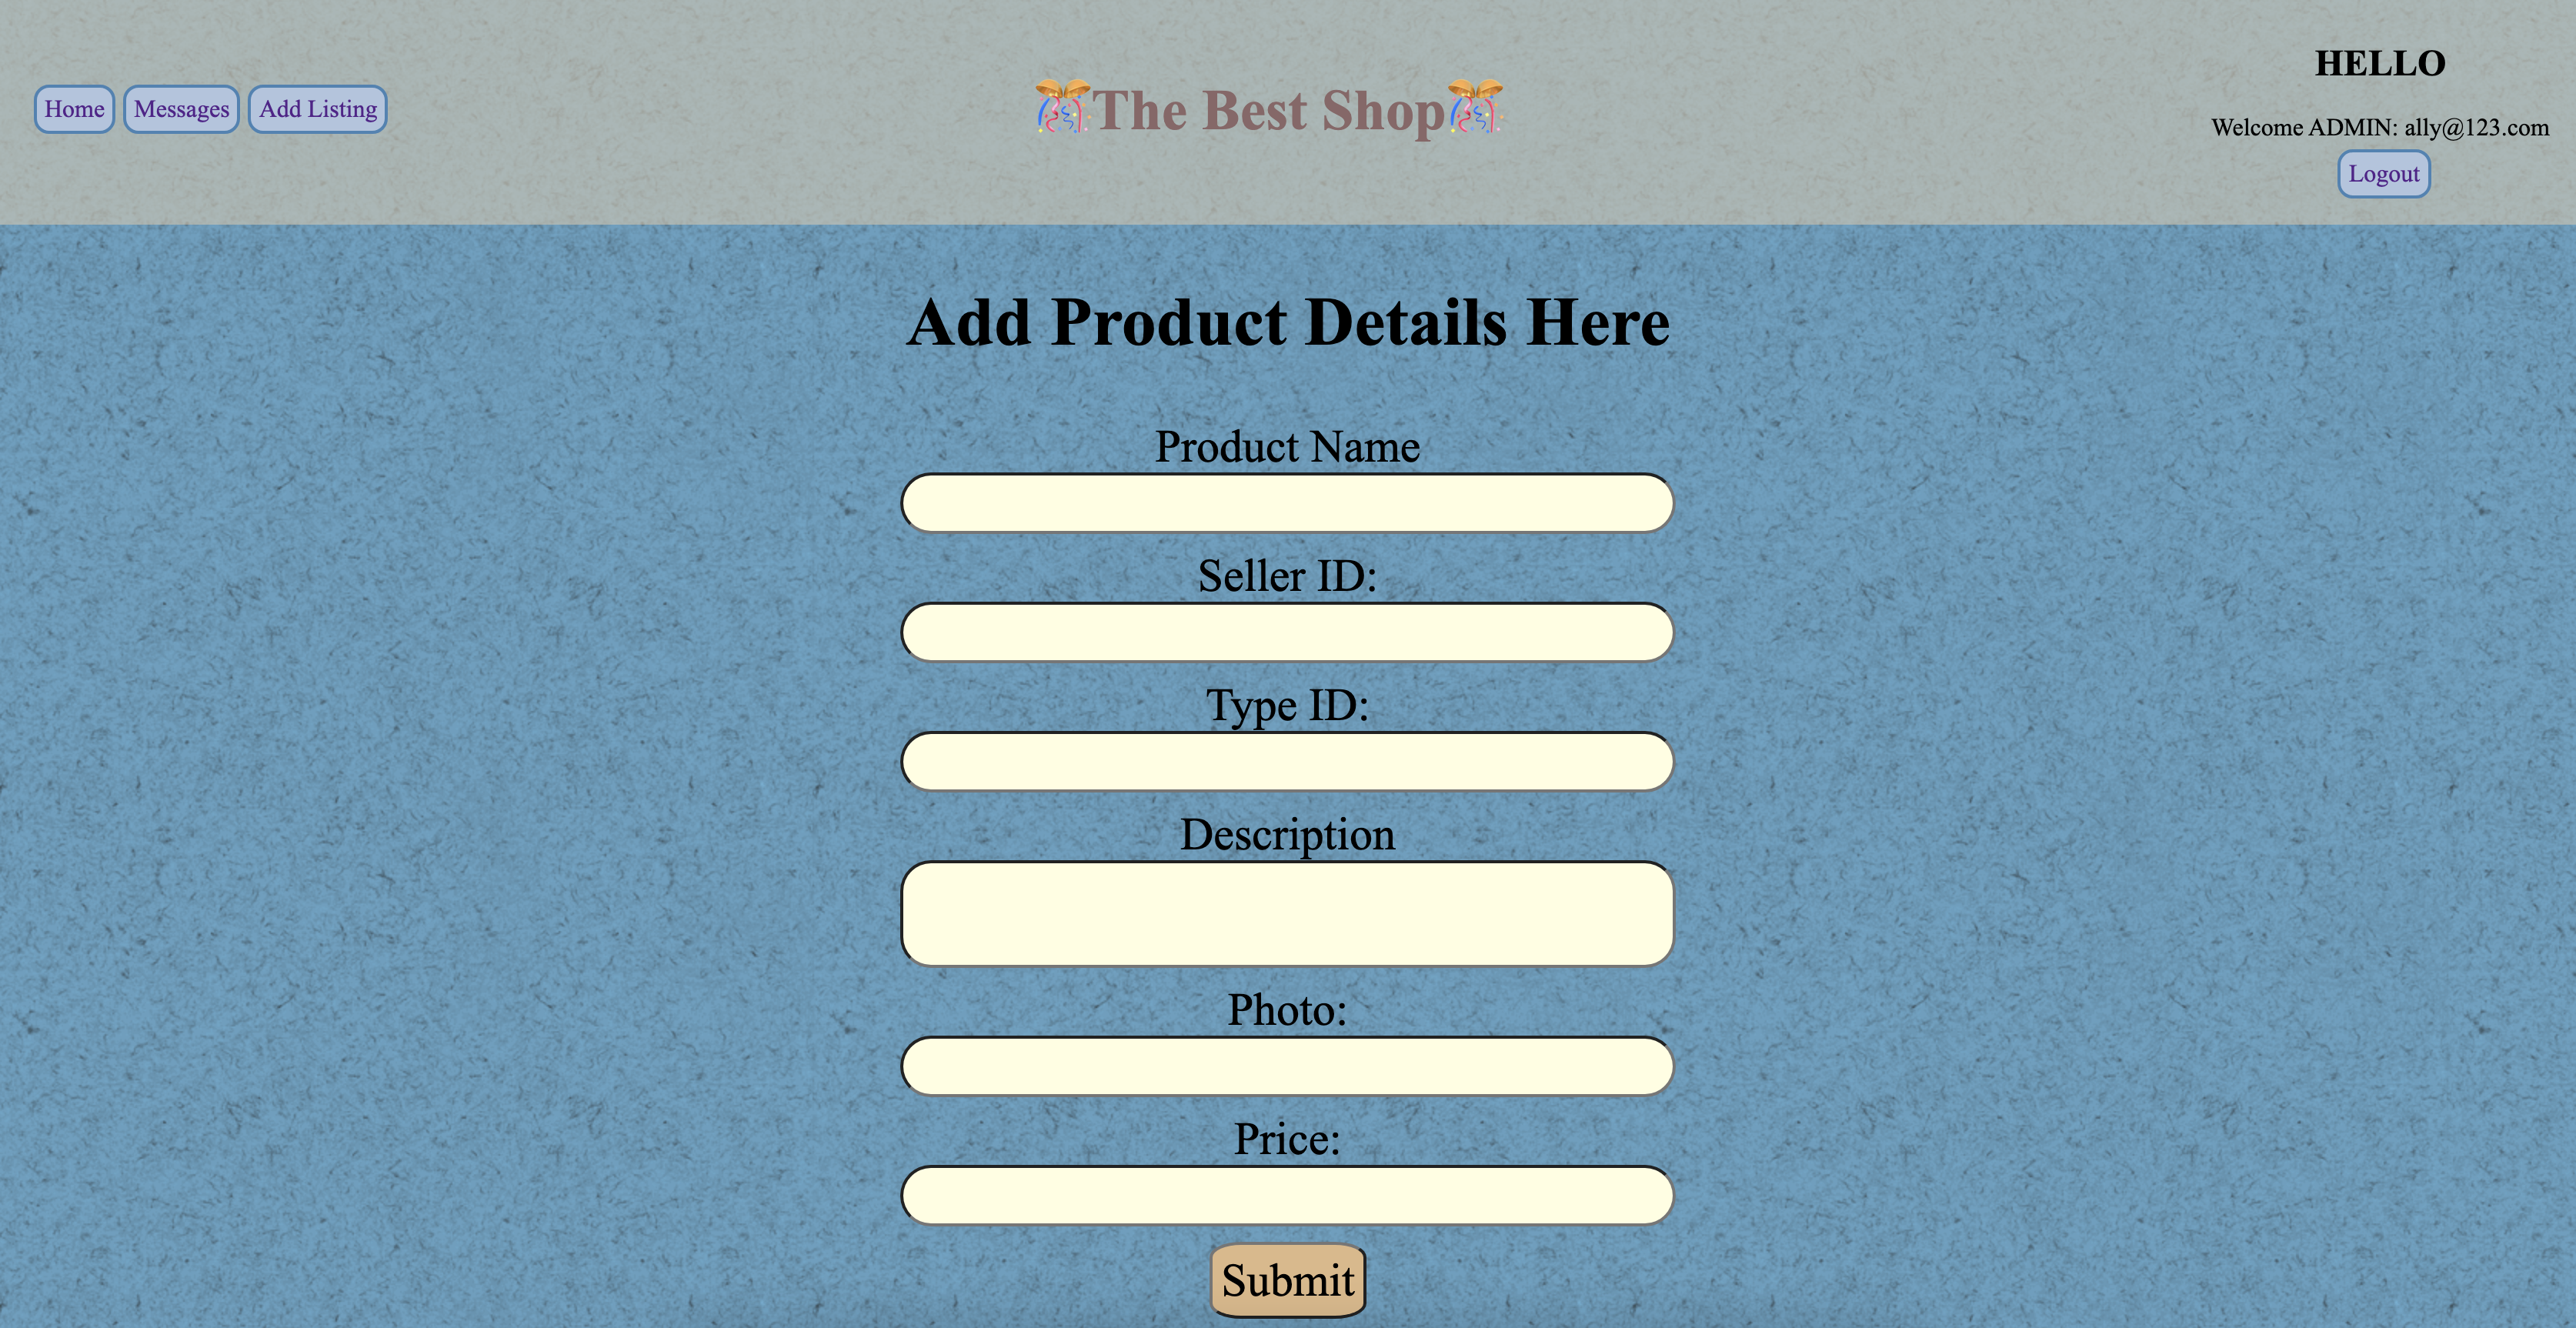 Home Messages Add Listing
🎊The Best Shop🎊
HELLO
Welcome ADMIN: ally@123.com
Logout
Add Product Details Here
Product Name
Seller ID:
Type ID:
Description
Photo:
Price:
Submit